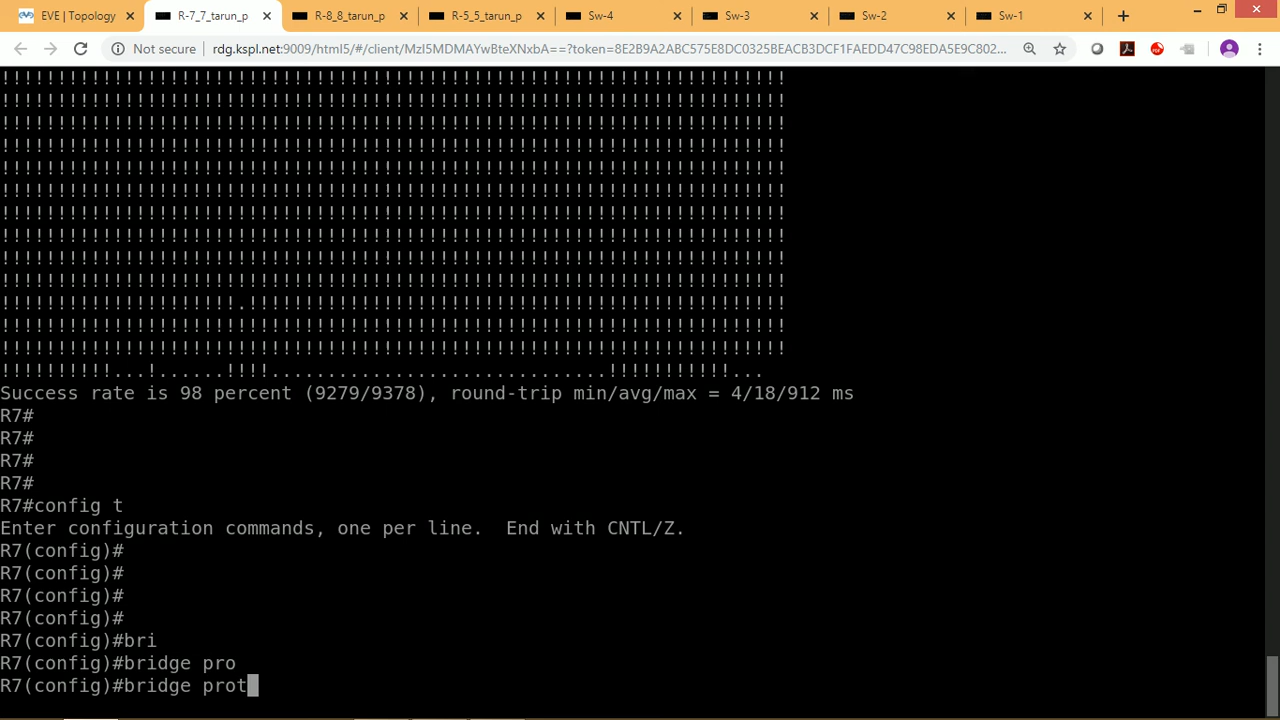 EVE | Topology
R-7_7_tarun_p
R-8_8_tarun_p
R-5_5_tarun_p
Sw-4
Sw-3
Sw-2
Sw-1
Not secure
rdg.kspl.net:9009/html5/#/client/MzI5MDMAYwBteXNxbA==?token=8E2B9A2ABC575E8DC0325BEACB3DCF1FAEDD47C98EDA5E9C802...
Success rate is 98 percent (9279/9378), round-trip min/avg/max = 4/18/912 ms
R7#
R7#
R7#
R7#
R7#config t
Enter configuration commands, one per line.  End with CNTL/Z.
R7(config)#
R7(config)#
R7(config)#
R7(config)#
R7(config)#bri
R7(config)#bridge pro
R7(config)#bridge prot